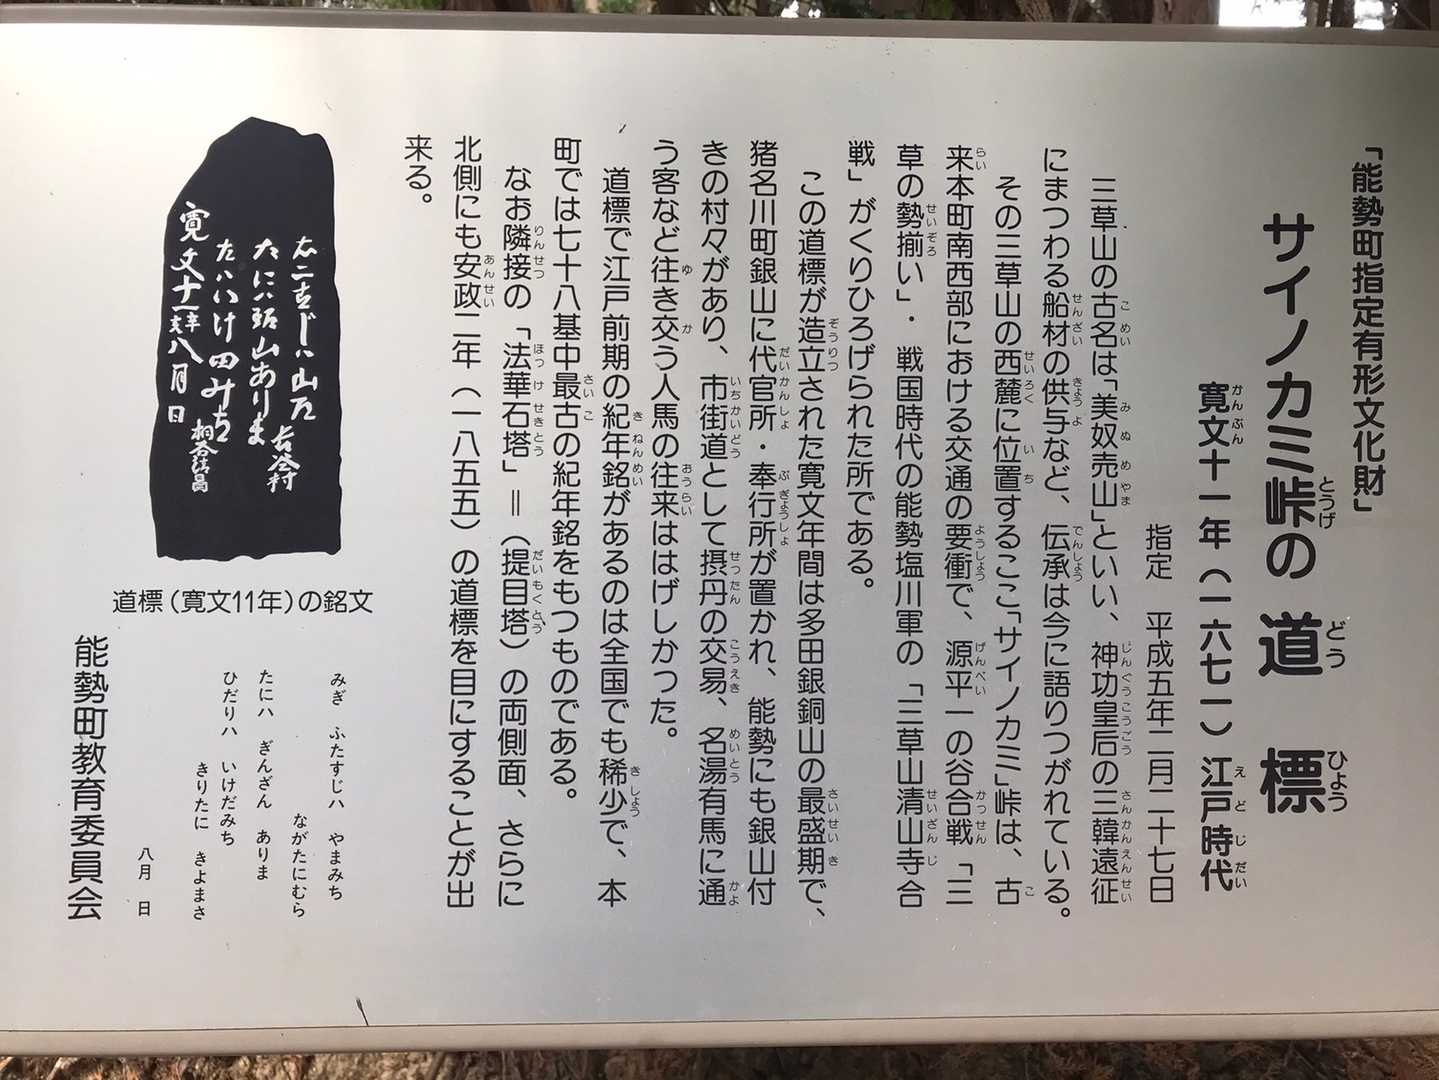 「能勢町指定有形文化財」
サイノカミ峠の道標
寛文十一年（一六七一）江戸時代
指定　平成五年二月二十七日
三草山の古名は「美奴売山」といい、神功皇后の三韓遠征
にまつわる船材の供与など、伝承は今に語りつがれている。
その三草山の西麓に位置するここ「サイノカミ」峠は、古
来本町南西部における交通の要衝で、源平一の谷合戦「三
草の勢揃い」・戦国時代の能勢塩川軍の「三草山清山寺合
戦」がくりひろげられた所である。
この道標が造立された寛文年間は多田銀銅山の最盛期で、
猪名川町銀山に代官所・奉行所が置かれ、能勢にも銀山付
きの村々があり、市街道として摂丹の交易、名湯有馬に通
う客など往き交う人馬の往来ははげしかった。
道標で江戸前期の紀年銘があるのは全国でも稀少で、本
町では七十八基中最古の紀年銘をもつものである。
なお隣接の「法華石塔」＝（提目塔）の両側面、さらに
北側にも安政二年（一八五五）の道標を目にすることが出
来る。
寛文十一
八月日
道標（寛文11年）の銘文
みぎ　ふたすじハ　やまみち
ながたにむら
たにハ　ぎんざん　ありま
ひだりハ　いけだみち
きりたに　きよまさ
八月　日
能勢町教育委員会